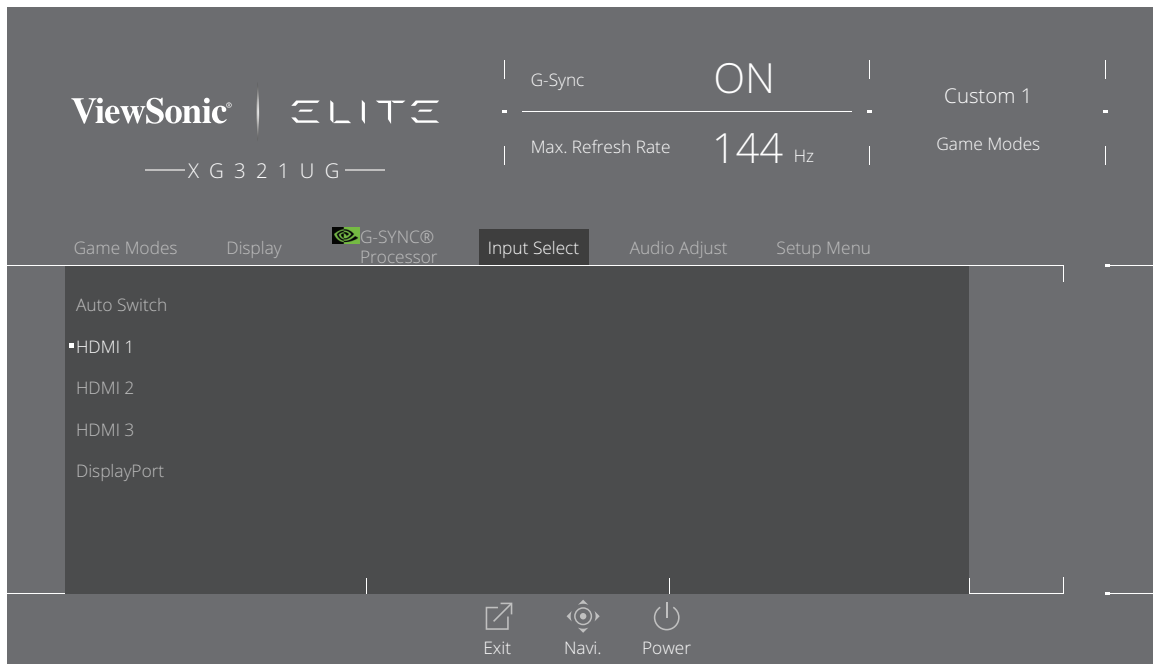 ViewSonic® ELITE
XG321UG
G-Sync ON
Max. Refresh Rate 144 Hz
Custom 1
Game Modes
Game Modes Display G-SYNC® Processor Input Select Audio Adjust Setup Menu
Auto Switch
HDMI 1
HDMI 2
HDMI 3
DisplayPort
Exit Navi. Power